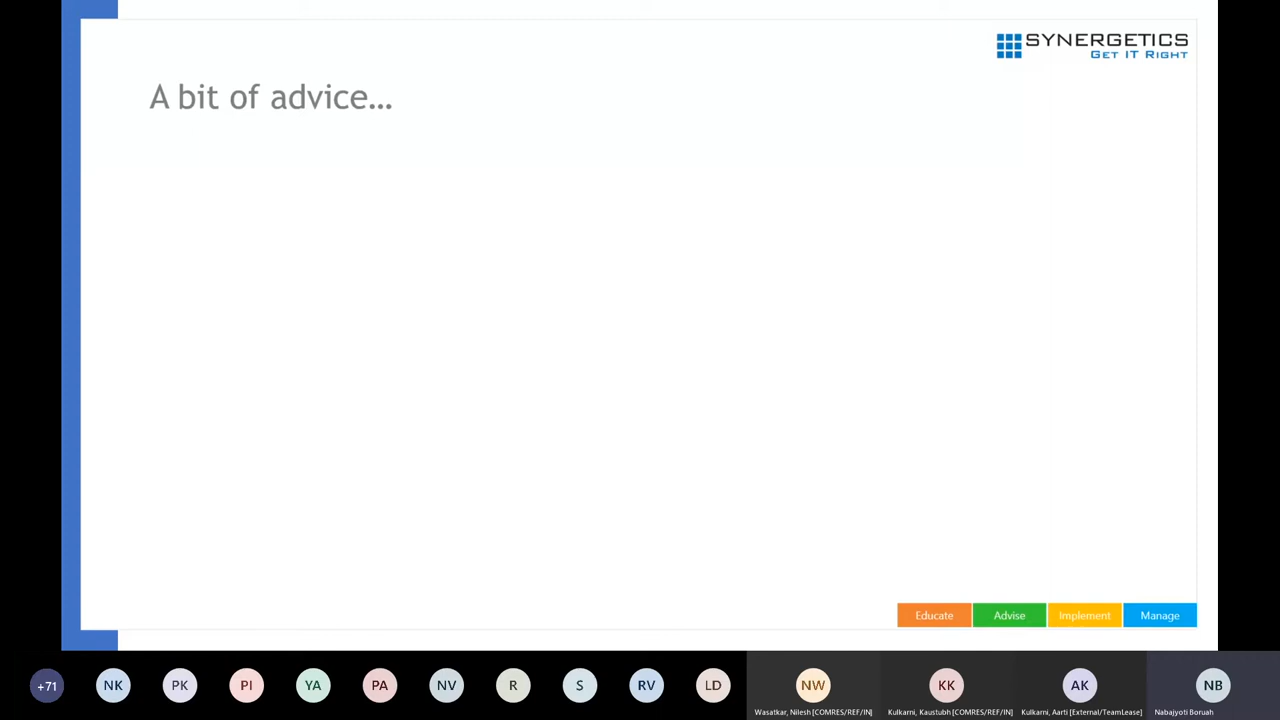 SYNERGETICS
GET IT RIGHT
A bit of advice...
Educate Advise Implement Manage
+71 NK PK PI YA PA NV R S RV LD NW KK AK NB
Wasatkar, Nilesh [COMRES/REF/IN] Kulkarni, Kaustubh [COMRES/REF/IN] Kulkarni, Aarti [External/TeamLease] Nabajyoti Boruah